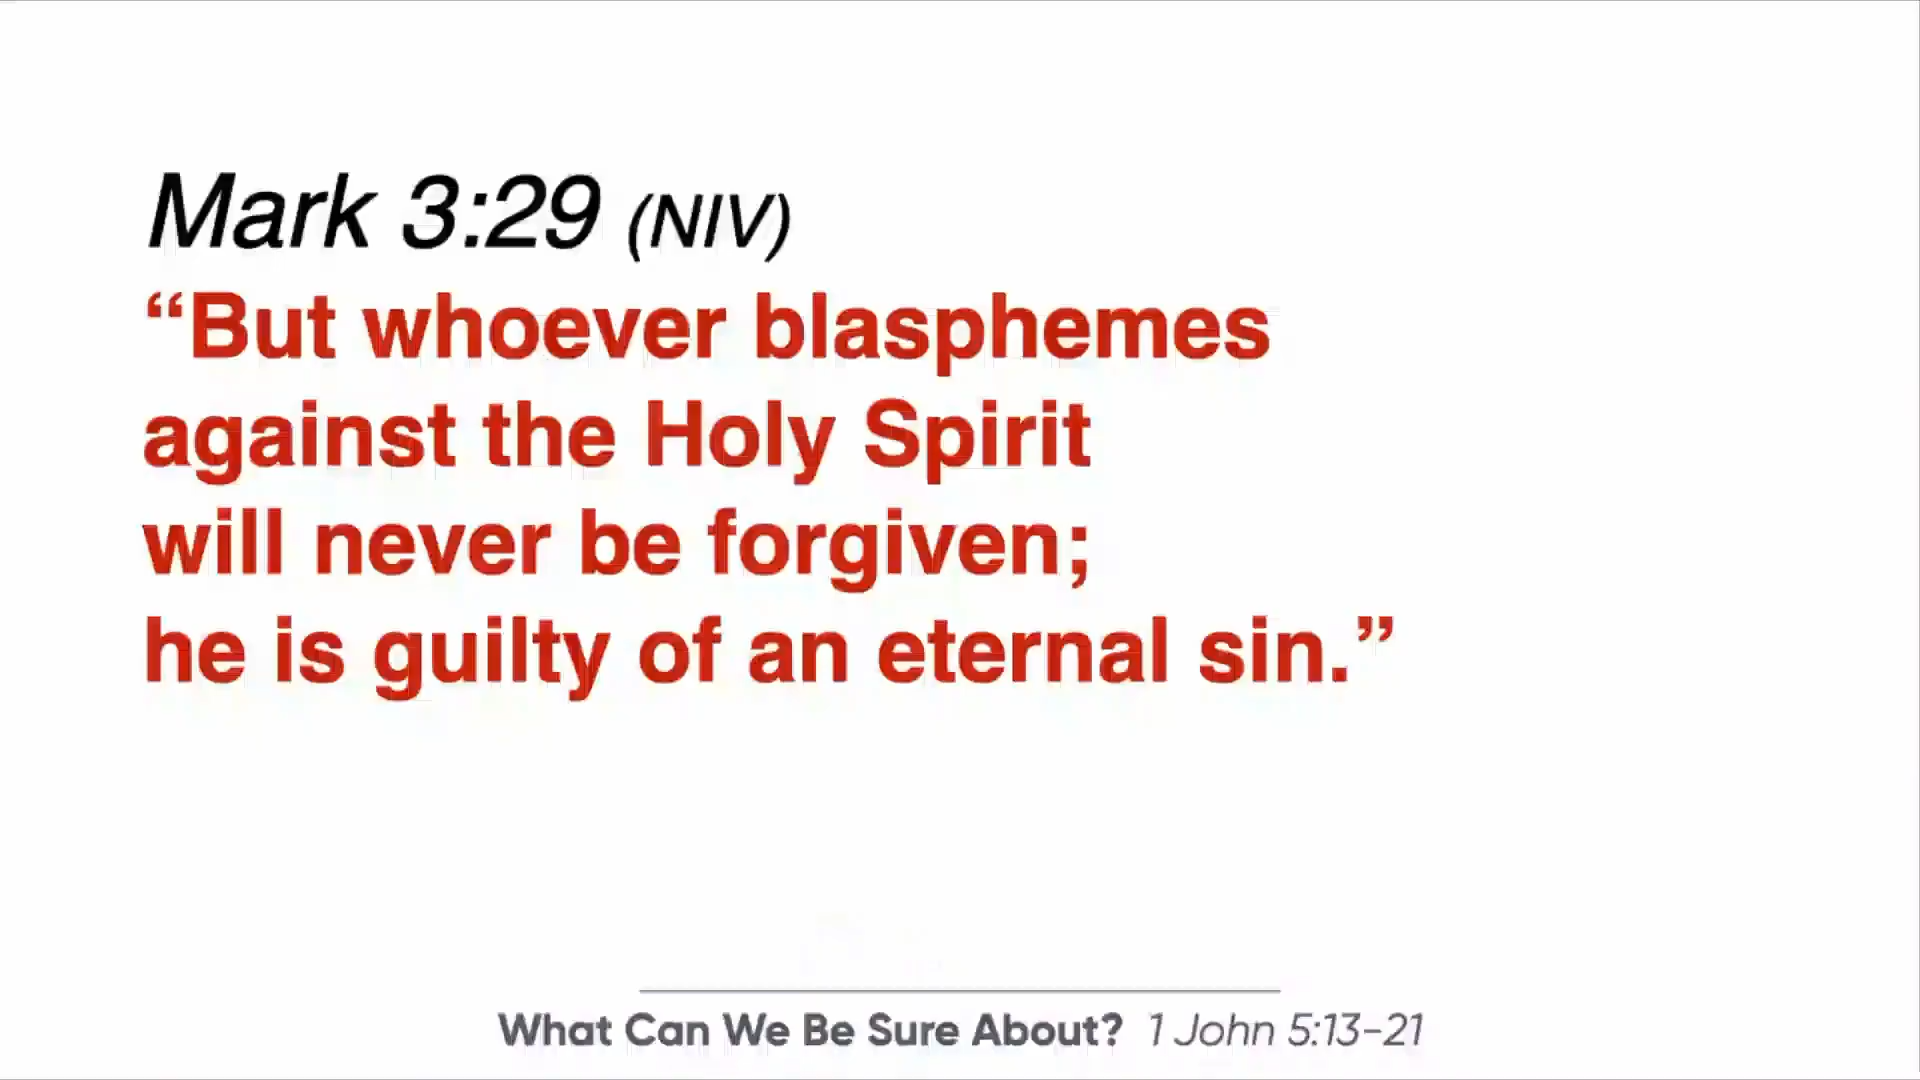 Mark 3:29 (NIV)
“But whoever blasphemes
against the Holy Spirit
will never be forgiven;
he is guilty of an eternal sin.”
What Can We Be Sure About? 1 John 5:13–21